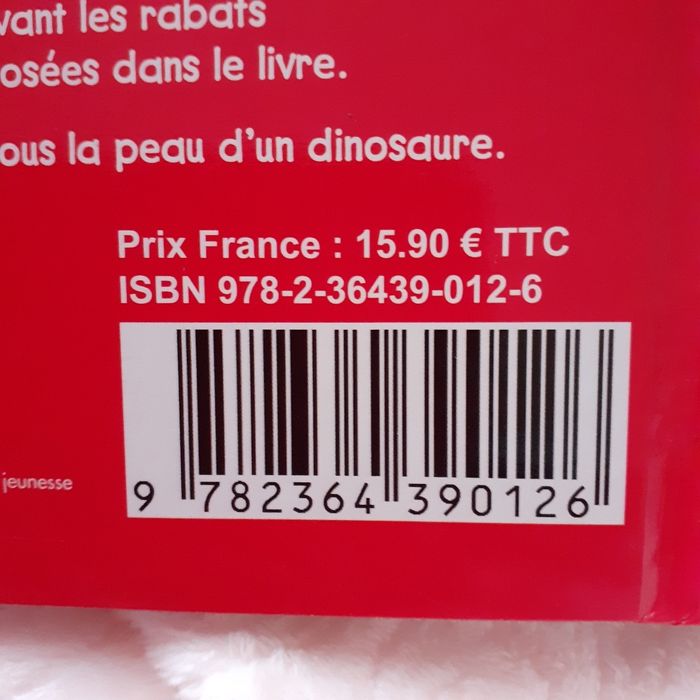 vant les rabats
osées dans le livre.
ous la peau d'un dinosaure.
Prix France : 15.90 € TTC
ISBN 978-2-36439-012-6
jeunesse
9 782364 390126